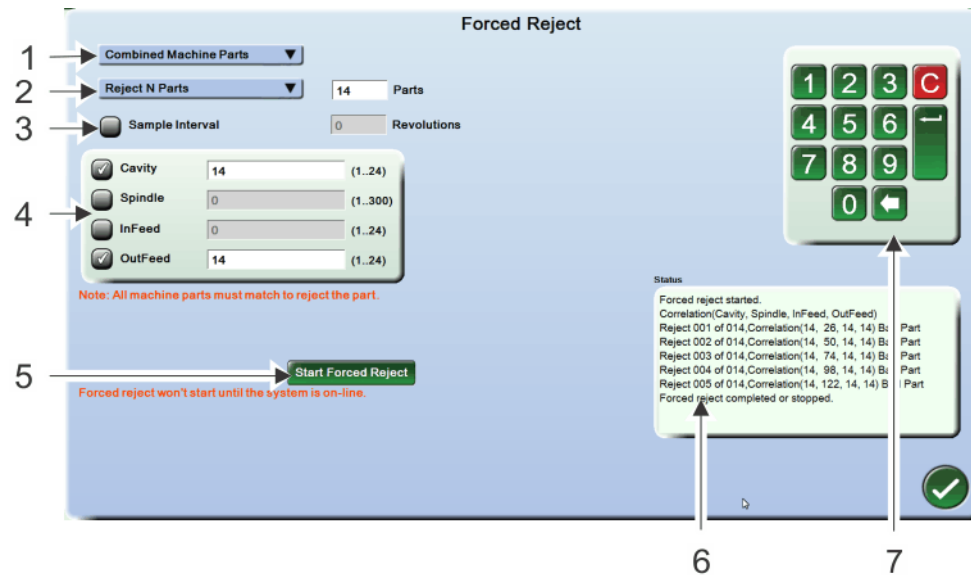 Forced Reject
1
Combined Machine Parts
2
Reject N Parts
14 Parts
3
Sample Interval
0 Revolutions
4
Cavity 14 (1..24)
Spindle 0 (1..300)
InFeed 0 (1..24)
OutFeed 14 (1..24)
Note: All machine parts must match to reject the part.
5
Start Forced Reject
Forced reject won't start until the system is on-line.
1 2 3 C
4 5 6
7 8 9
0
Status
Forced reject started.
Correlation(Cavity, Spindle, InFeed, OutFeed)
Reject 001 of 014,Correlation(14, 26, 14, 14) Part
Reject 002 of 014,Correlation(14, 50, 14, 14) Part
Reject 003 of 014,Correlation(14, 74, 14, 14) Part
Reject 004 of 014,Correlation(14, 98, 14, 14) Part
Reject 005 of 014,Correlation(14, 122, 14, 14) Part
Forced reject completed or stopped.
6
7